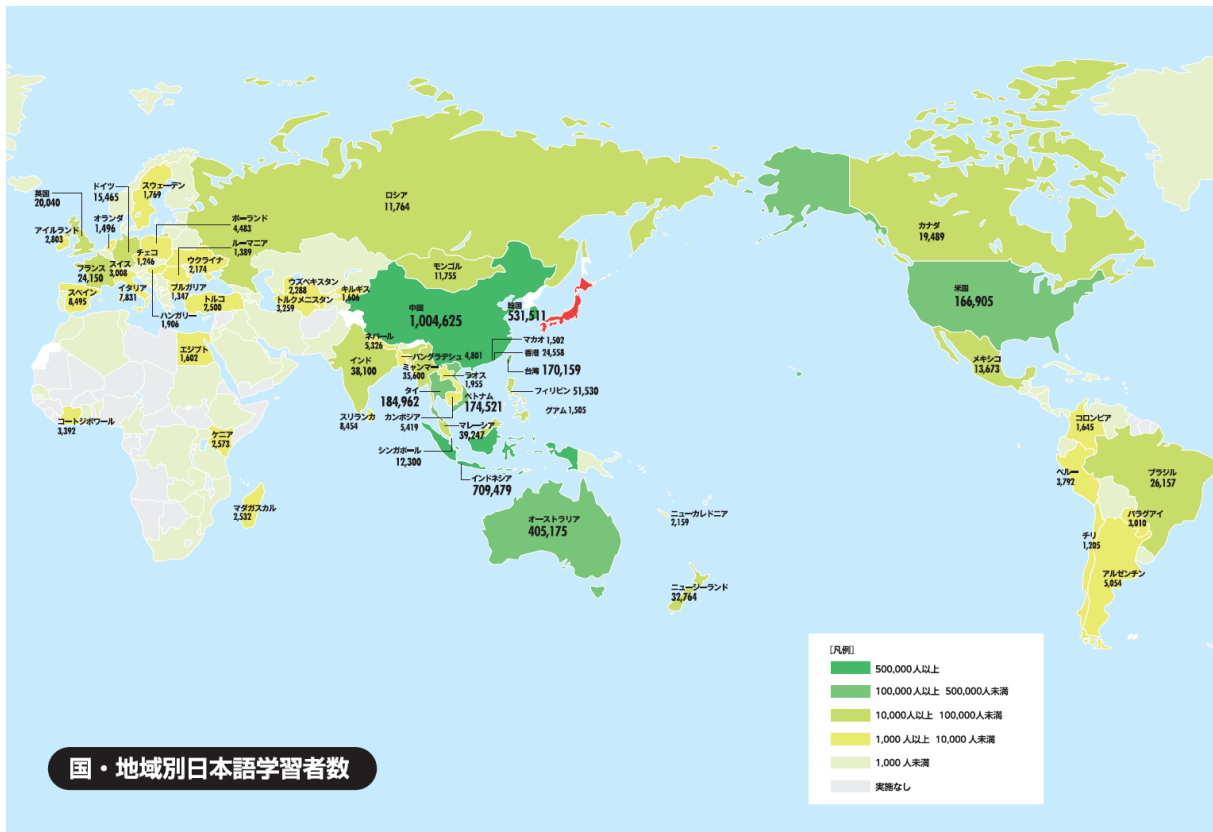 英国
20,040
ドイツ
15,465
スウェーデン
1,769
オランダ
1,496
アイルランド
2,803
ポーランド
4,483
ルーマニア
1,389
チェコ
1,246
ウクライナ
2,174
フランス
24,150
スイス
3,008
スペイン
8,495
イタリア
7,831
ブルガリア
1,347
トルコ
2,500
ハンガリー
1,906
エジプト
1,602
コートジボワール
3,392
ケニア
2,573
マダガスカル
2,532
ロシア
11,764
モンゴル
11,755
ウズベキスタン
2,288
キルギス
1,606
トルクメニスタン
3,259
中国
1,004,625
韓国
531,511
ネパール
5,326
インド
38,100
バングラデシュ 4,801
ミャンマー
35,600
マカオ 1,502
香港 24,558
台湾 170,159
ラオス
1,955
タイ
184,962
ベトナム
174,521
フィリピン 51,530
グアム 1,505
スリランカ
8,454
カンボジア
5,419
マレーシア
39,247
シンガポール
12,300
インドネシア
709,479
オーストラリア
405,175
ニューカレドニア
2,159
ニュージーランド
32,764
カナダ
19,489
米国
166,905
メキシコ
13,673
コロンビア
1,645
ペルー
3,792
ブラジル
26,157
パラグアイ
3,010
チリ
1,205
アルゼンチン
5,054
［凡例］
500,000人以上
100,000人以上 500,000人未満
10,000人以上 100,000人未満
1,000人以上 10,000人未満
1,000人未満
実施なし
国・地域別日本語学習者数